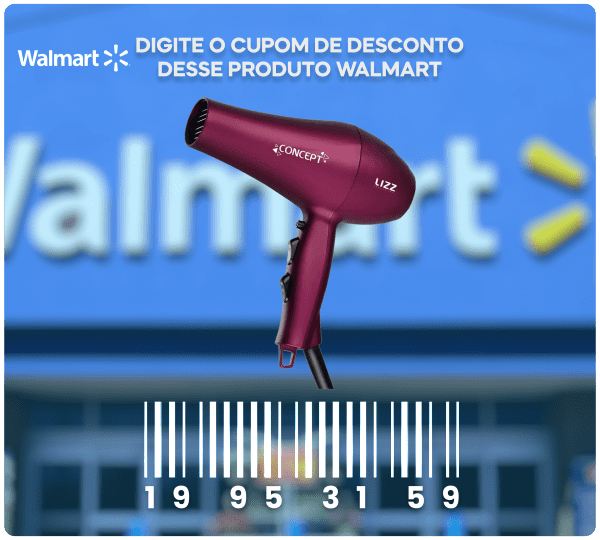 Walmart
DIGITE O CUPOM DE DESCONTO
DESSE PRODUTO WALMART
Walmart
CONCEPT
LIZZ
19 95 31 59